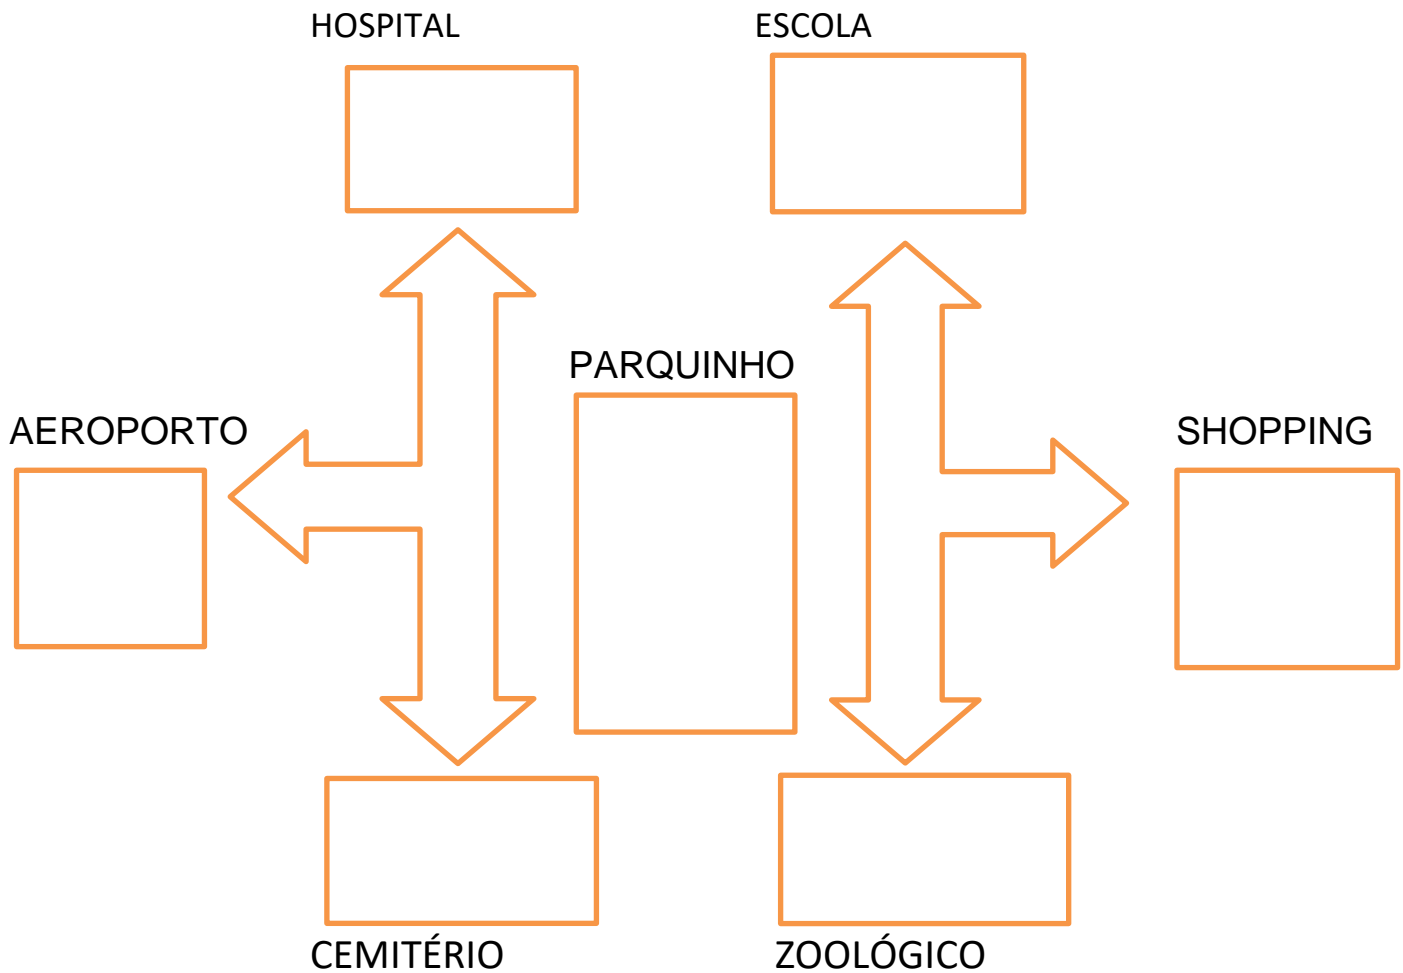 HOSPITAL
ESCOLA
PARQUINHO
AEROPORTO
SHOPPING
CEMITÉRIO
ZOOLÓGICO